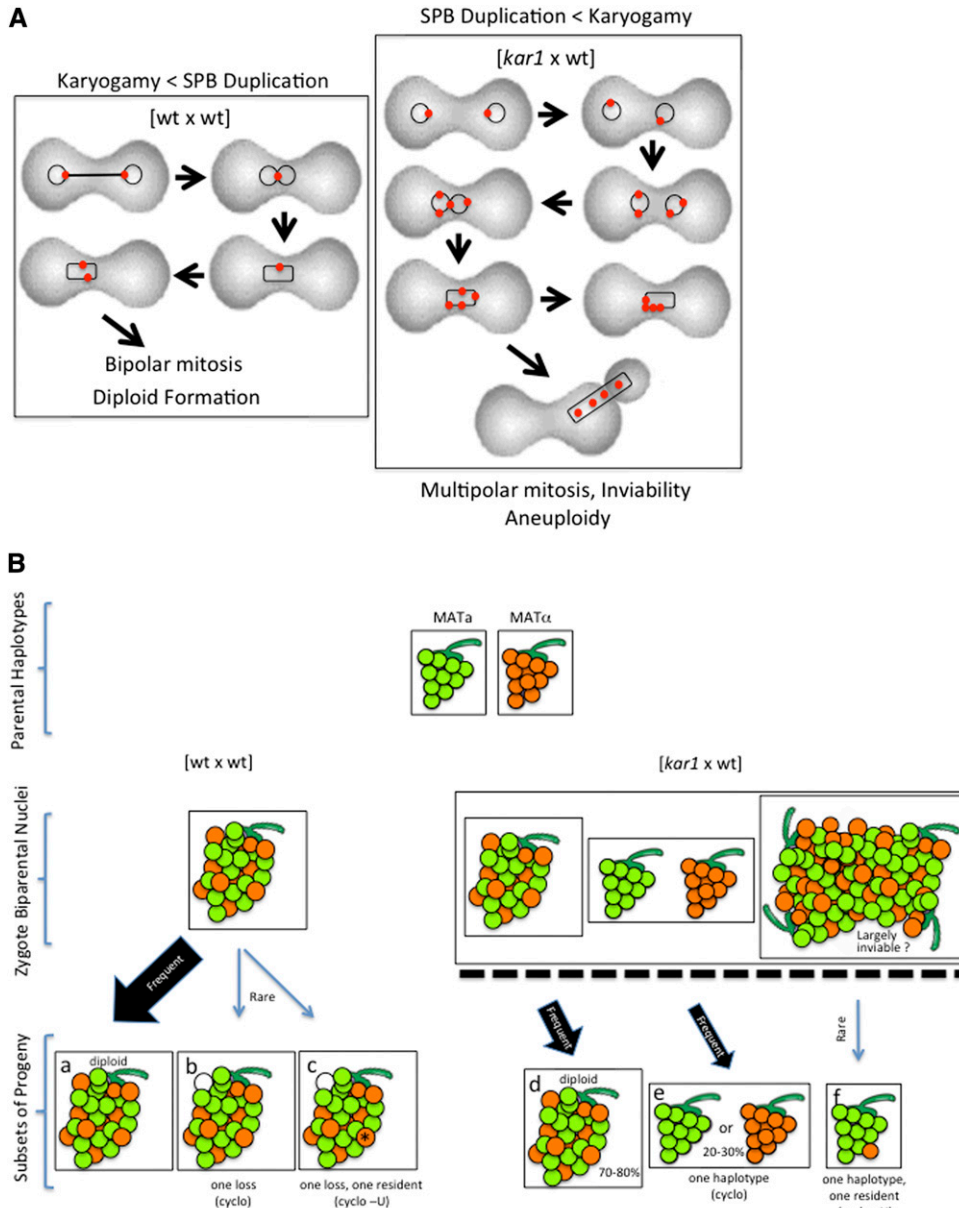 A
SPB Duplication < Karyogamy
Karyogamy < SPB Duplication
[wt x wt]
[kar1 x wt]
Bipolar mitosis
Diploid Formation
Multipolar mitosis, Inviability
Aneuploidy
B
Parental Haplotypes
MATa
MATα
[wt x wt]
[kar1 x wt]
Zygote Biparental Nuclei
Largely
inviable ?
Frequent
Rare
Frequent
Frequent
Rare
Subsets of Progeny
a
diploid
b
c
*
one loss
(cyclo)
one loss, one resident
(cyclo –U)
d
diploid
70-80%
e
or
20-30%
one haplotype
(cyclo)
f
one haplotype,
one resident